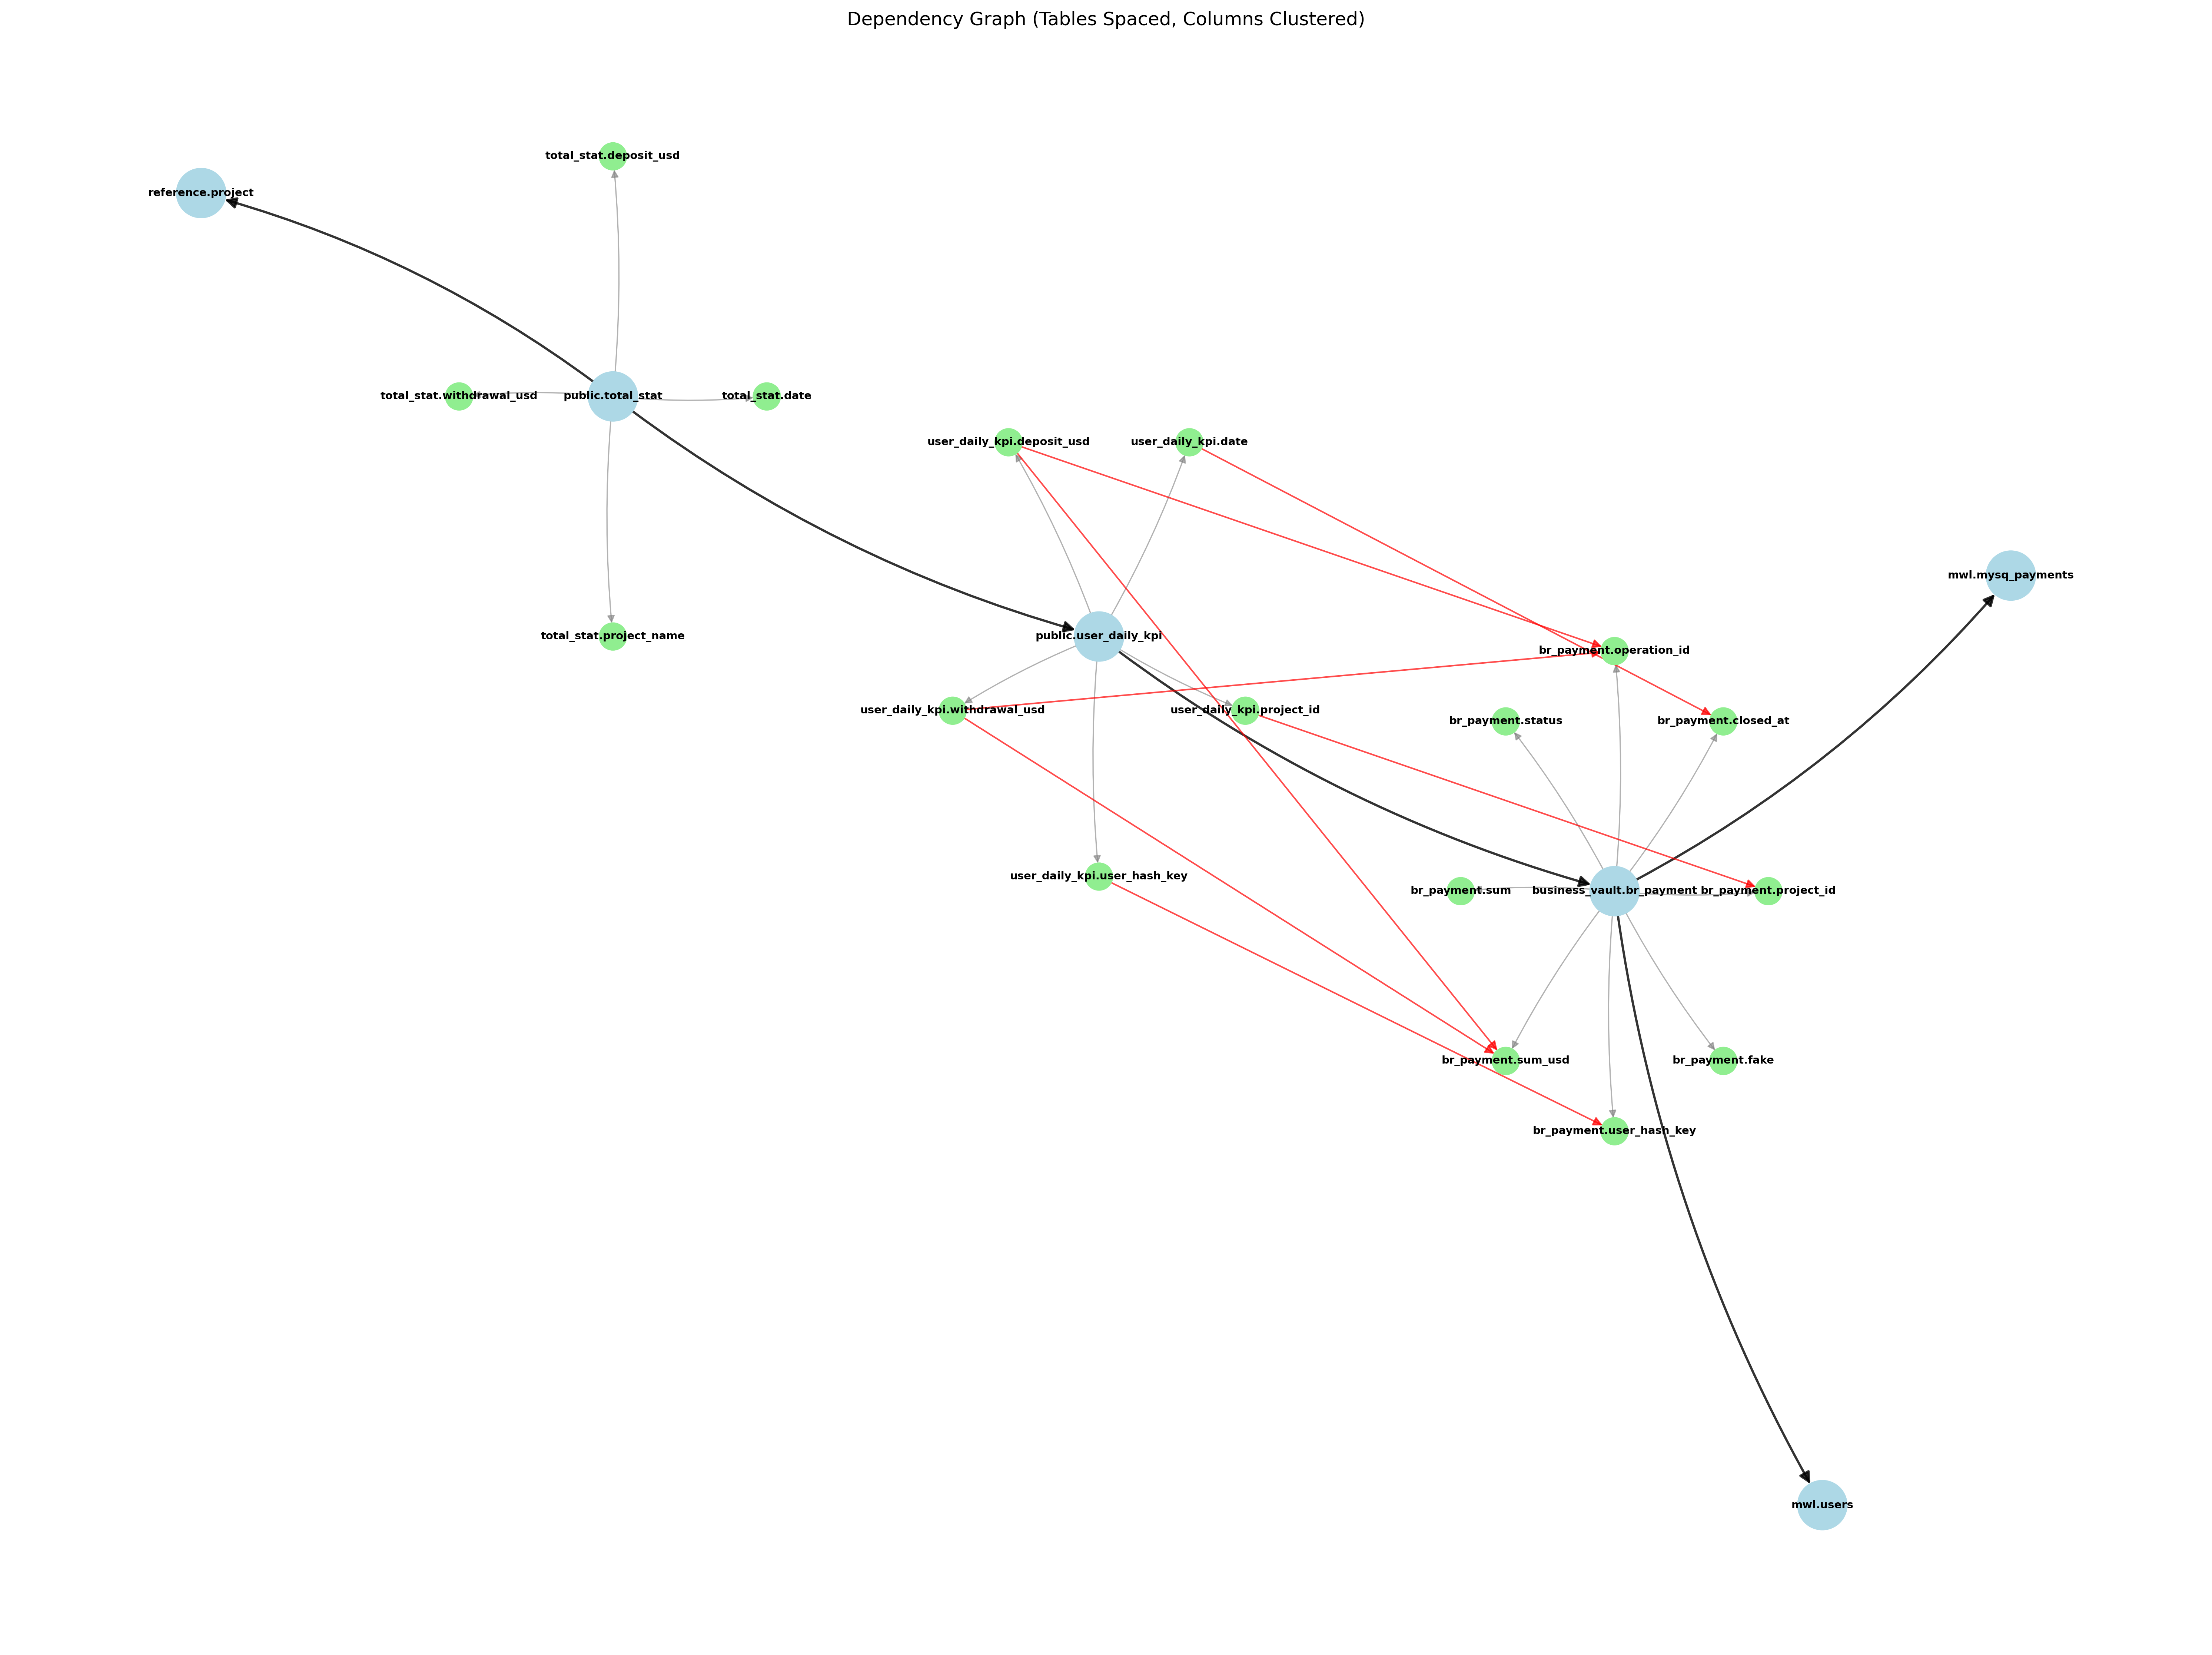 Dependency Graph (Tables Spaced, Columns Clustered)
total_stat.deposit_usd
reference.project
total_stat.withdrawal_usd
public.total_stat
total_stat.date
user_daily_kpi.deposit_usd
user_daily_kpi.date
mwl.mysq_payments
total_stat.project_name
public.user_daily_kpi
br_payment.operation_id
user_daily_kpi.withdrawal_usd
user_daily_kpi.project_id
br_payment.status
br_payment.closed_at
user_daily_kpi.user_hash_key
br_payment.sum
business_vault.br_payment
br_payment.project_id
br_payment.sum_usd
br_payment.fake
br_payment.user_hash_key
mwl.users